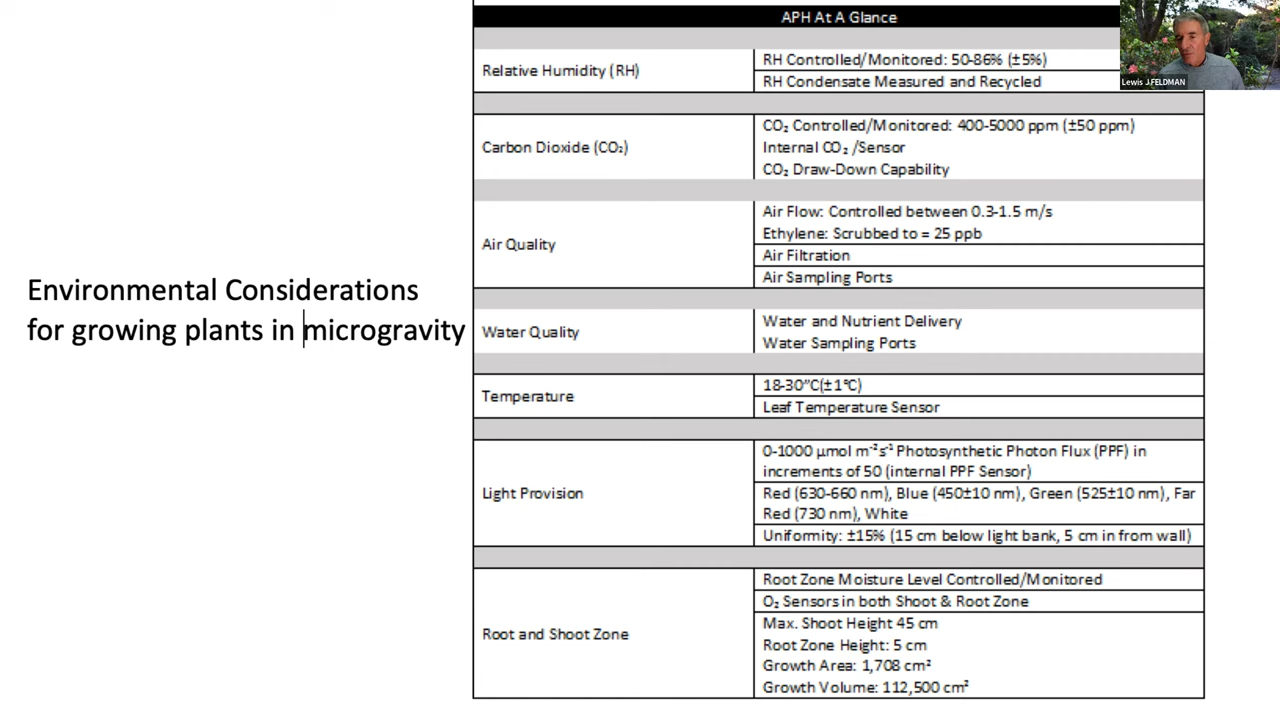 APH At A Glance
Lewis J.FELDMAN
Relative Humidity (RH)
RH Controlled/Monitored: 50-86% (±5%)
RH Condensate Measured and Recycled
Carbon Dioxide (CO₂)
CO₂ Controlled/Monitored: 400-5000 ppm (±50 ppm)
Internal CO₂ /Sensor
CO₂ Draw-Down Capability
Air Quality
Air Flow: Controlled between 0.3-1.5 m/s
Ethylene: Scrubbed to = 25 ppb
Air Filtration
Air Sampling Ports
Environmental Considerations
for growing plants in microgravity
Water Quality
Water and Nutrient Delivery
Water Sampling Ports
Temperature
18-30″C(±1°C)
Leaf Temperature Sensor
Light Provision
0-1000 µmol m⁻²s⁻¹ Photosynthetic Photon Flux (PPF) in
increments of 50 (internal PPF Sensor)
Red (630-660 nm), Blue (450±10 nm), Green (525±10 nm), Far
Red (730 nm), White
Uniformity: ±15% (15 cm below light bank, 5 cm in from wall)
Root and Shoot Zone
Root Zone Moisture Level Controlled/Monitored
O₂ Sensors in both Shoot & Root Zone
Max. Shoot Height 45 cm
Root Zone Height: 5 cm
Growth Area: 1,708 cm²
Growth Volume: 112,500 cm²